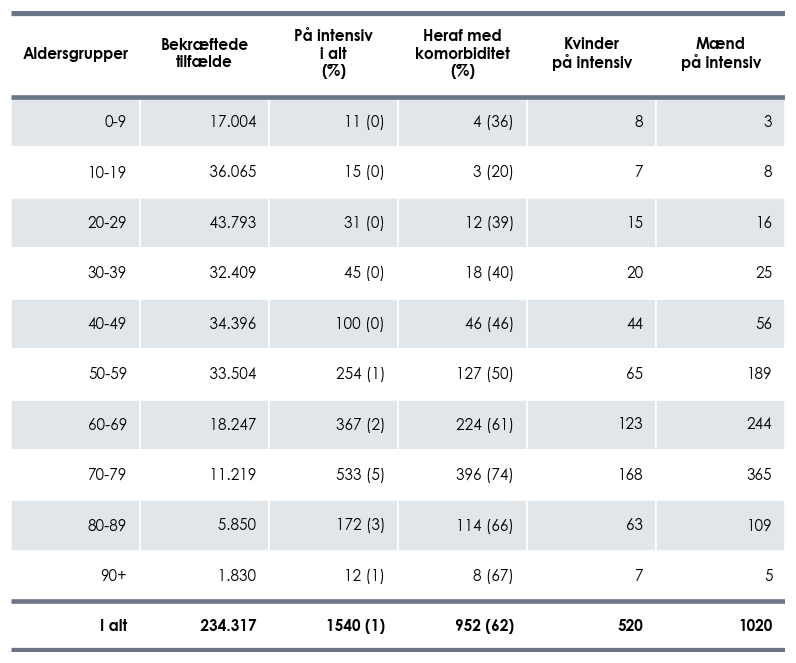 Aldersgrupper Bekræftede tilfælde På intensiv i alt (%) Heraf med komorbiditet (%) Kvinder på intensiv Mænd på intensiv
0-9 17.004 11 (0) 4 (36) 8 3
10-19 36.065 15 (0) 3 (20) 7 8
20-29 43.793 31 (0) 12 (39) 15 16
30-39 32.409 45 (0) 18 (40) 20 25
40-49 34.396 100 (0) 46 (46) 44 56
50-59 33.504 254 (1) 127 (50) 65 189
60-69 18.247 367 (2) 224 (61) 123 244
70-79 11.219 533 (5) 396 (74) 168 365
80-89 5.850 172 (3) 114 (66) 63 109
90+ 1.830 12 (1) 8 (67) 7 5
I alt 234.317 1540 (1) 952 (62) 520 1020